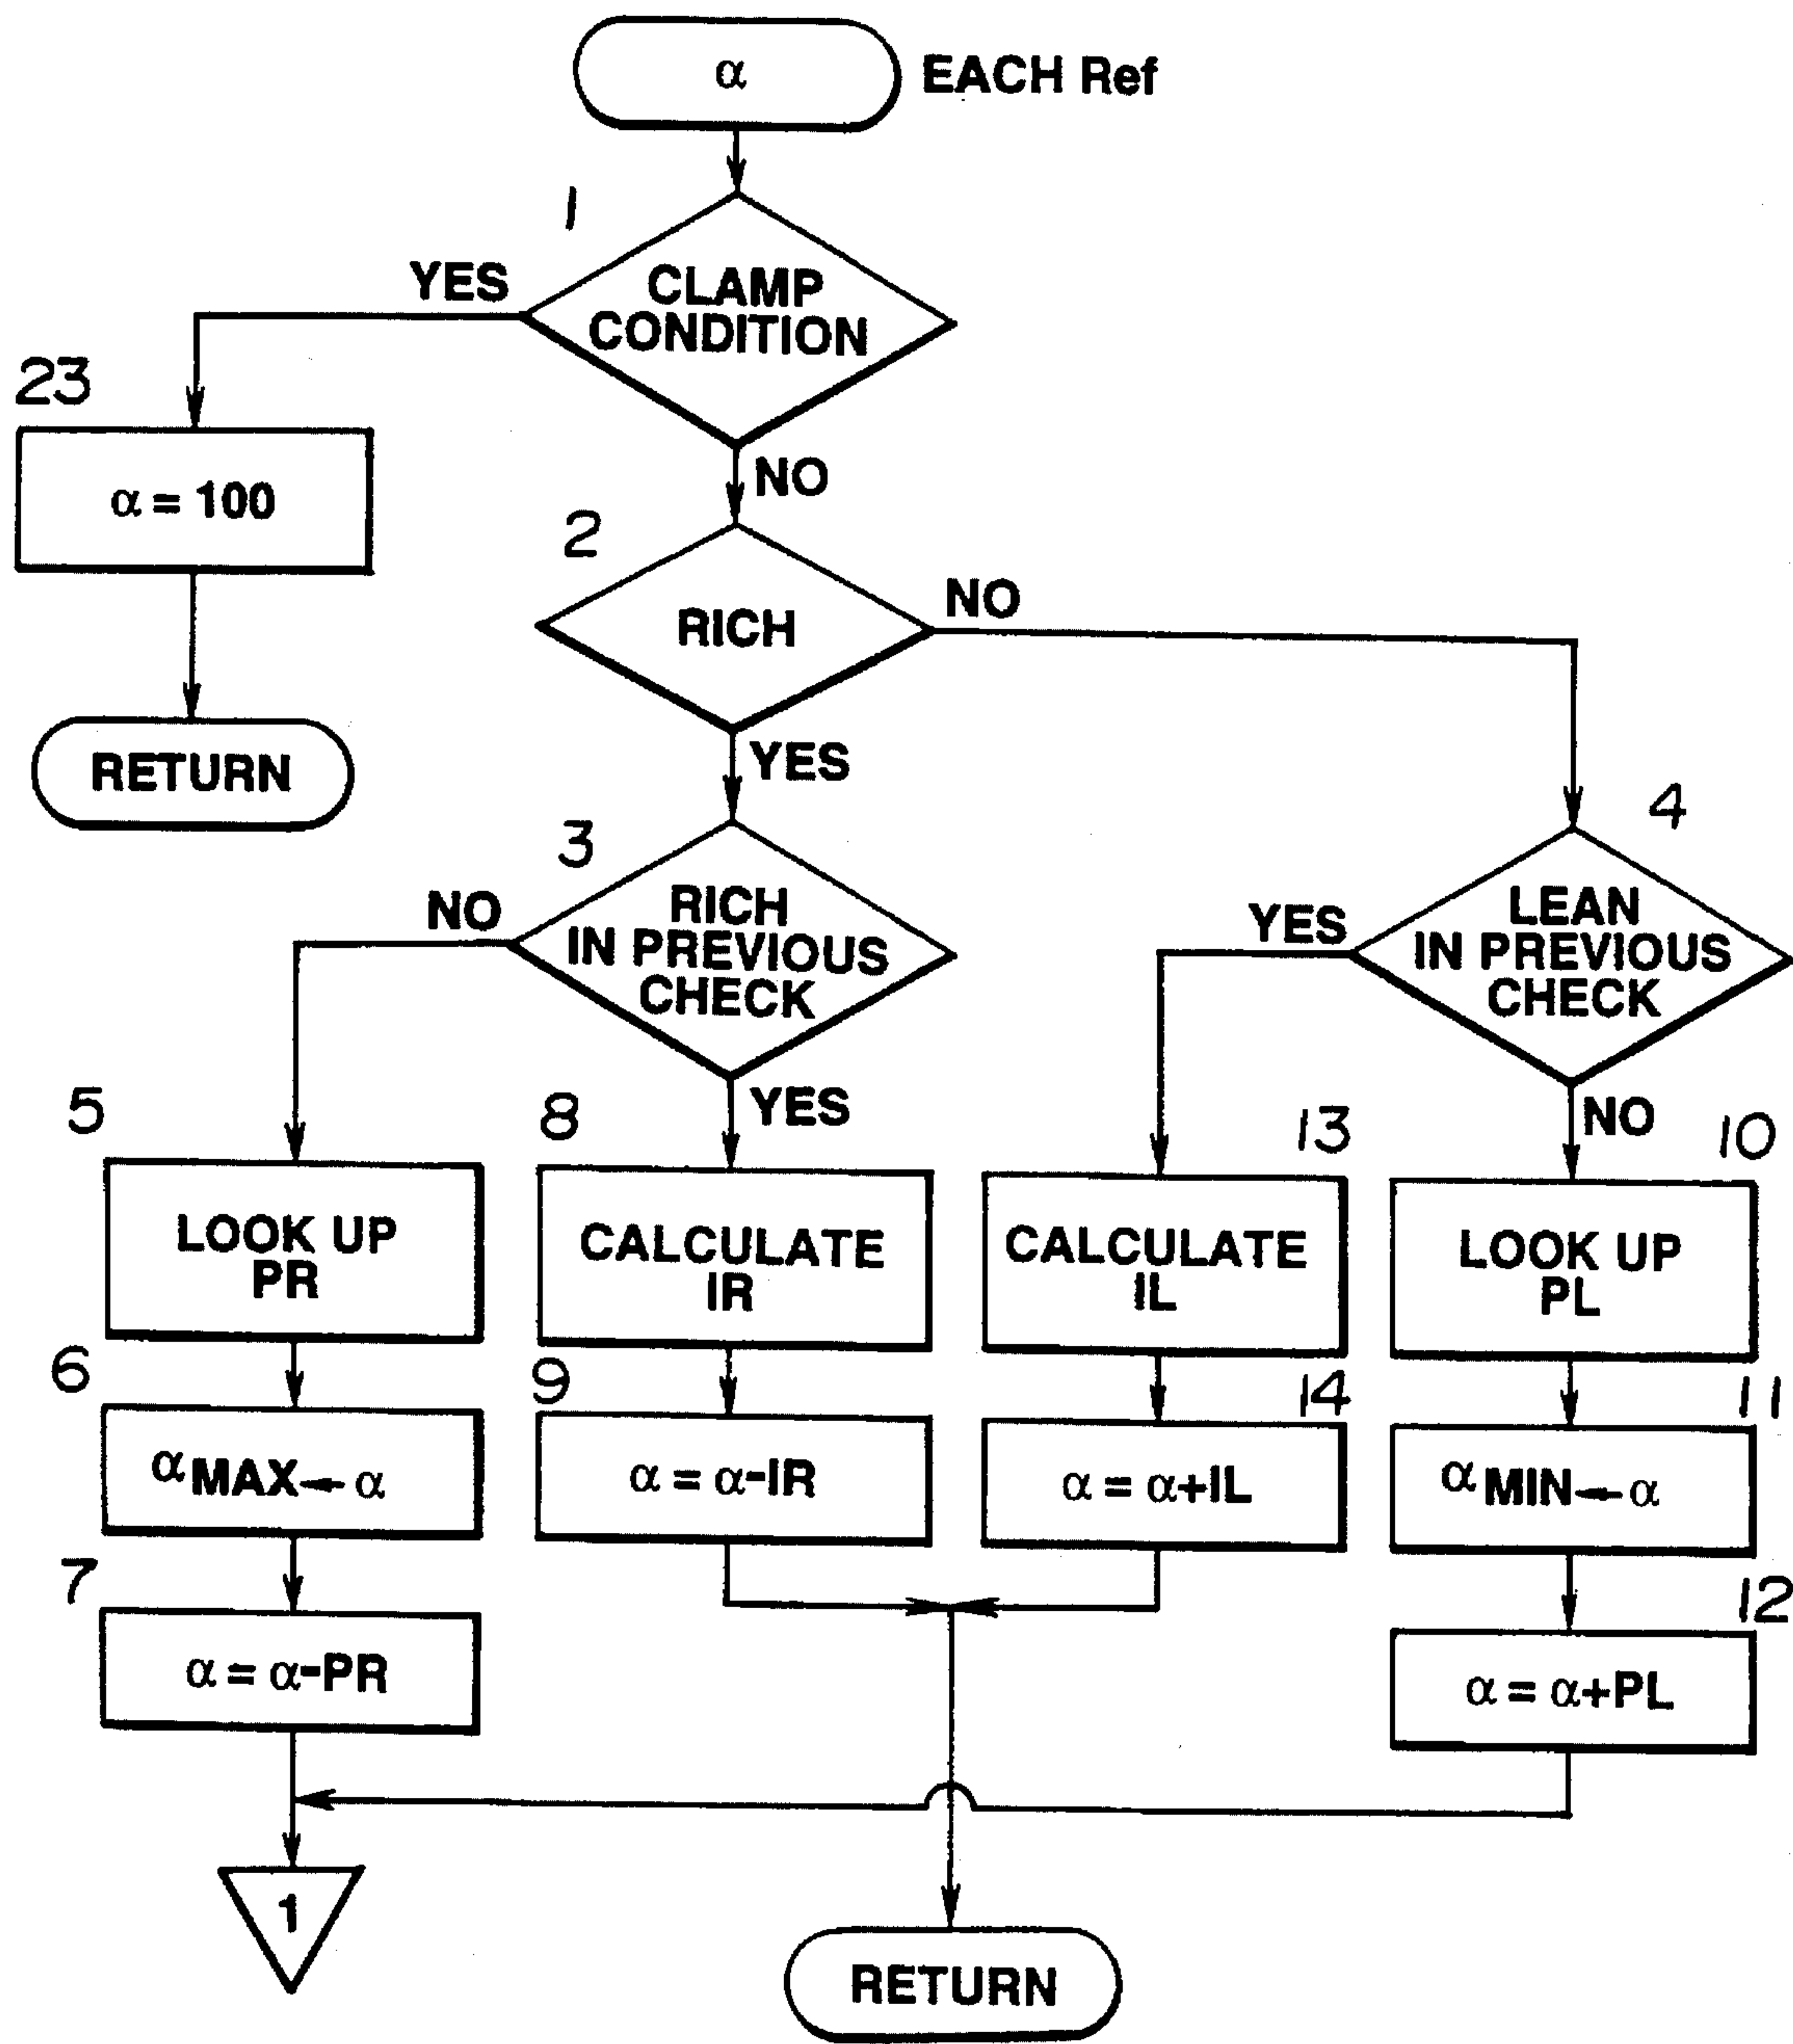 α EACH Ref
1
YES
CLAMP
CONDITION
23
NO
α = 100
2
RICH
NO
RETURN
YES
3
4
NO
RICH
IN PREVIOUS
CHECK
YES
LEAN
IN PREVIOUS
CHECK
5
8
YES
13
NO
10
LOOK UP
PR
CALCULATE
IR
CALCULATE
IL
LOOK UP
PL
6
9
14
11
αMAX←α
α = α-IR
α = α+IL
αMIN←α
7
12
α = α-PR
α = α+PL
1
RETURN